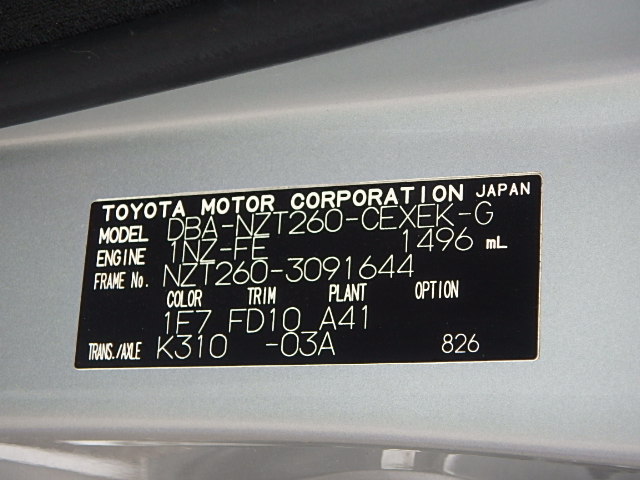 TOYOTA MOTOR CORPORATION JAPAN
MODEL DBA-NZT260-CEXEK-G
ENGINE 1NZ-FE 1496 mL
FRAME No. NZT260-3091644
COLOR TRIM PLANT OPTION
1F7 FD10 A41
TRANS./AXLE K310 -03A 826